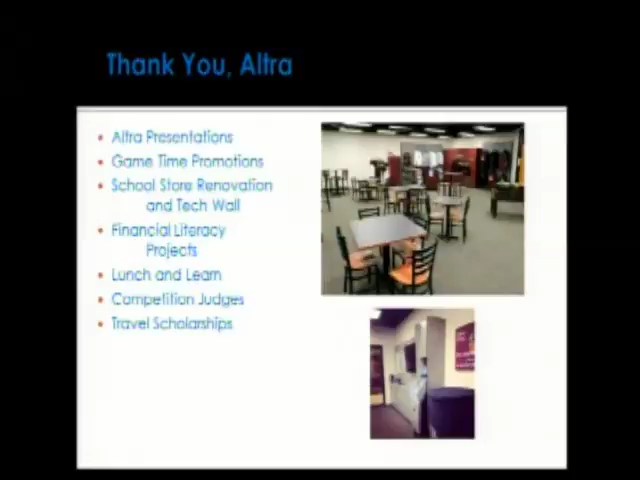 Thank You, Altra
• Altra Presentations
• Game Time Promotions
• School Store Renovation
and Tech Wall
• Financial Literacy
Projects
• Lunch and Learn
• Competition Judges
• Travel Scholarships